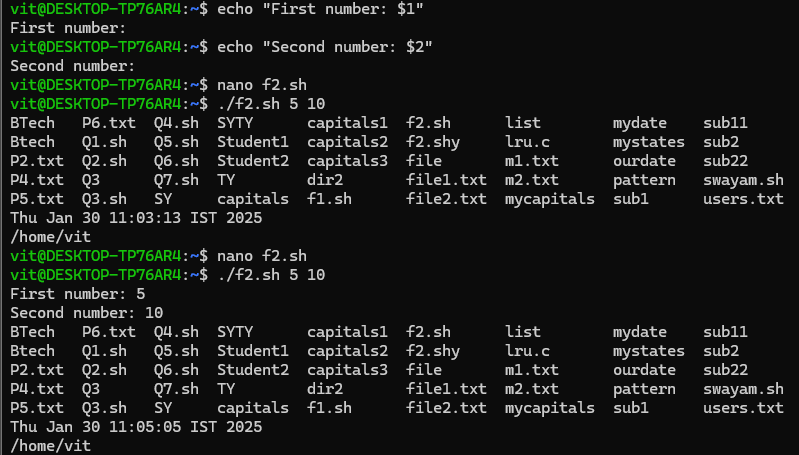 vit@DESKTOP-TP76AR4:~$ echo "First number: $1"
First number:
vit@DESKTOP-TP76AR4:~$ echo "Second number: $2"
Second number:
vit@DESKTOP-TP76AR4:~$ nano f2.sh
vit@DESKTOP-TP76AR4:~$ ./f2.sh 5 10
BTech   P6.txt  Q4.sh  SYTY      capitals1  f2.sh      list        mydate    sub11
Btech   Q1.sh   Q5.sh  Student1  capitals2  f2.shy     lru.c       mystates  sub2
P2.txt  Q2.sh   Q6.sh  Student2  capitals3  file       m1.txt      ourdate   sub22
P4.txt  Q3      Q7.sh  TY        dir2       file1.txt  m2.txt      pattern   swayam.sh
P5.txt  Q3.sh   SY     capitals  f1.sh      file2.txt  mycapitals  sub1      users.txt
Thu Jan 30 11:03:13 IST 2025
/home/vit
vit@DESKTOP-TP76AR4:~$ nano f2.sh
vit@DESKTOP-TP76AR4:~$ ./f2.sh 5 10
First number: 5
Second number: 10
BTech   P6.txt  Q4.sh  SYTY      capitals1  f2.sh      list        mydate    sub11
Btech   Q1.sh   Q5.sh  Student1  capitals2  f2.shy     lru.c       mystates  sub2
P2.txt  Q2.sh   Q6.sh  Student2  capitals3  file       m1.txt      ourdate   sub22
P4.txt  Q3      Q7.sh  TY        dir2       file1.txt  m2.txt      pattern   swayam.sh
P5.txt  Q3.sh   SY     capitals  f1.sh      file2.txt  mycapitals  sub1      users.txt
Thu Jan 30 11:05:05 IST 2025
/home/vit